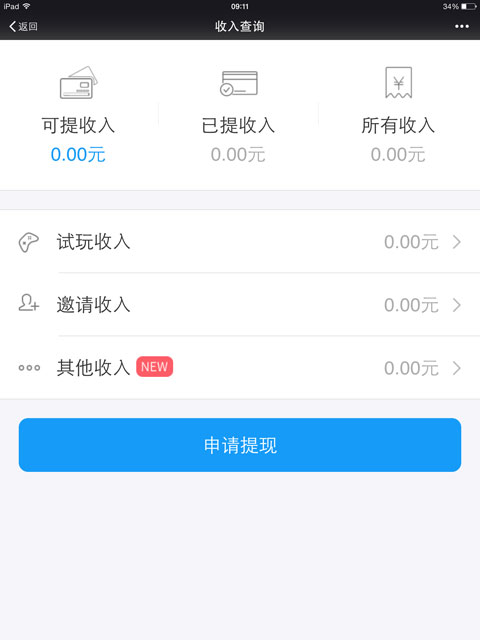 iPad 09:11 34%
返回 收入查询
可提收入 已提收入 所有收入
0.00元 0.00元 0.00元
试玩收入 0.00元
邀请收入 0.00元
其他收入 NEW 0.00元
申请提现